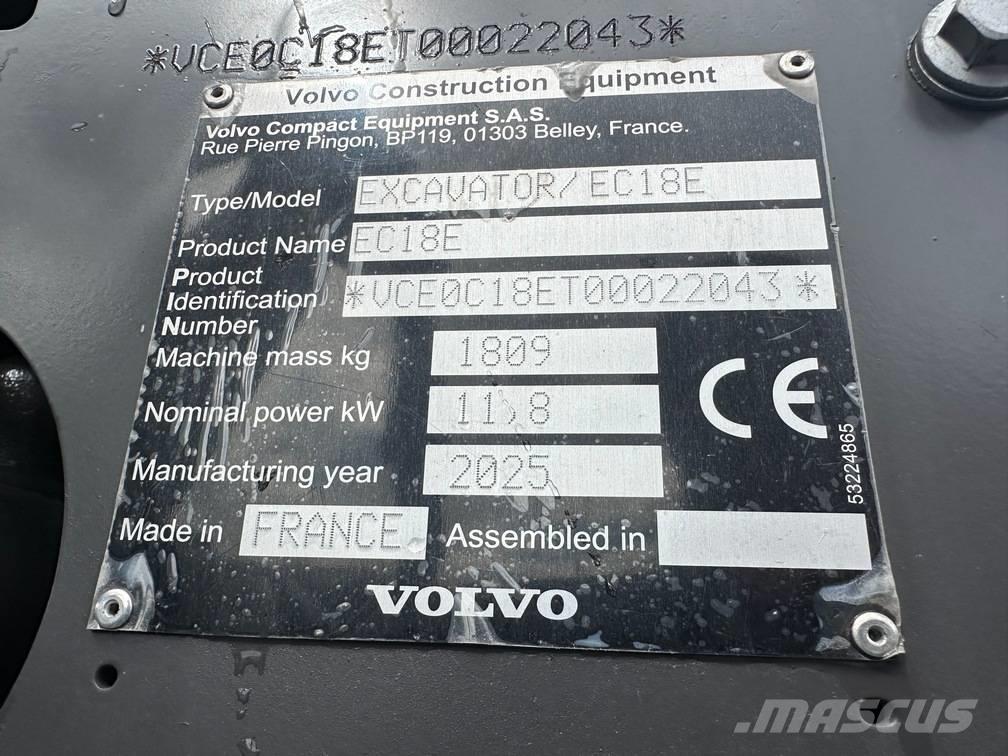 *VCE0C18ET00022043*
Volvo Construction Equipment
Volvo Compact Equipment S.A.S.
Rue Pierre Pingon, BP119, 01303 Belley, France.
Type/Model EXCAVATOR/ EC18E
Product Name EC18E
Product
Identification *VCE0C18ET00022043*
Number
Machine mass kg 1809
Nominal power kW 11,8
Manufacturing year 2025
Made in FRANCE Assembled in
CE
53224865
VOLVO
MASCUS